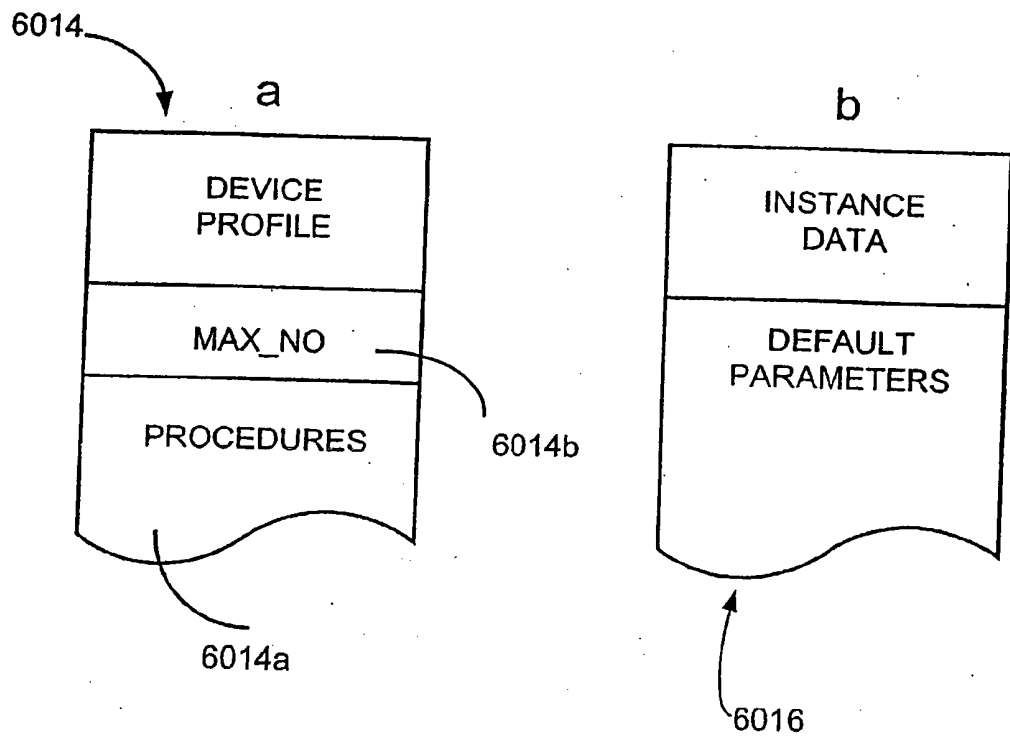 6014
a
DEVICE
PROFILE
MAX_NO
PROCEDURES
6014b
6014a
b
INSTANCE
DATA
DEFAULT
PARAMETERS
6016